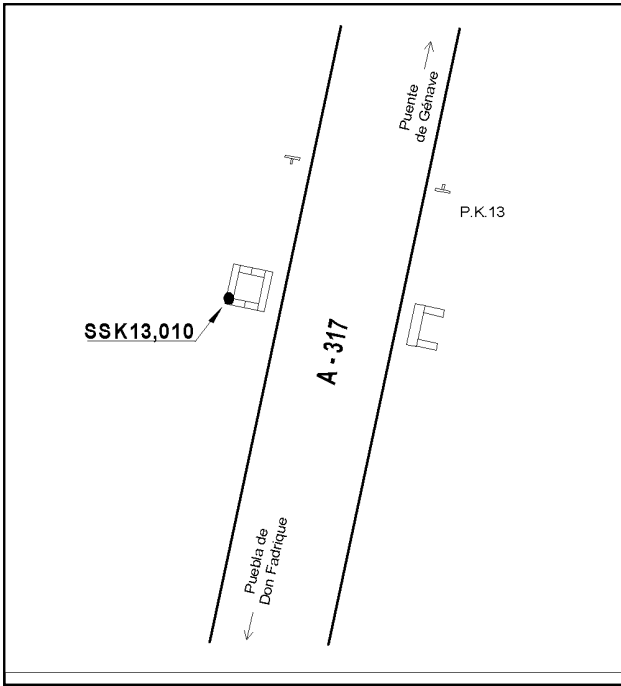 Puente
de Génave
P.K.13
SSK13,010
A - 317
Puebla de
Don Fadrique